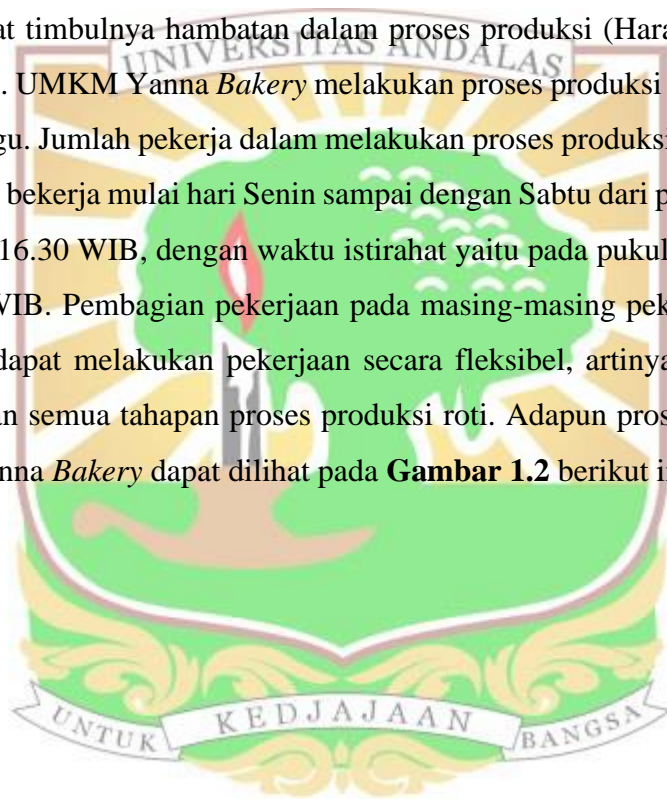 at timbulnya hambatan dalam proses produksi (Hara
UNIVERSITAS ANDALAS
. UMKM Yanna Bakery melakukan proses produksi
gu. Jumlah pekerja dalam melakukan proses produksi
bekerja mulai hari Senin sampai dengan Sabtu dari p
16.30 WIB, dengan waktu istirahat yaitu pada pukul
WIB. Pembagian pekerjaan pada masing-masing pek
dapat melakukan pekerjaan secara fleksibel, artinya
an semua tahapan proses produksi roti. Adapun pros
anna Bakery dapat dilihat pada Gambar 1.2 berikut i
UNTUK KEDJAJAAN BANGSA